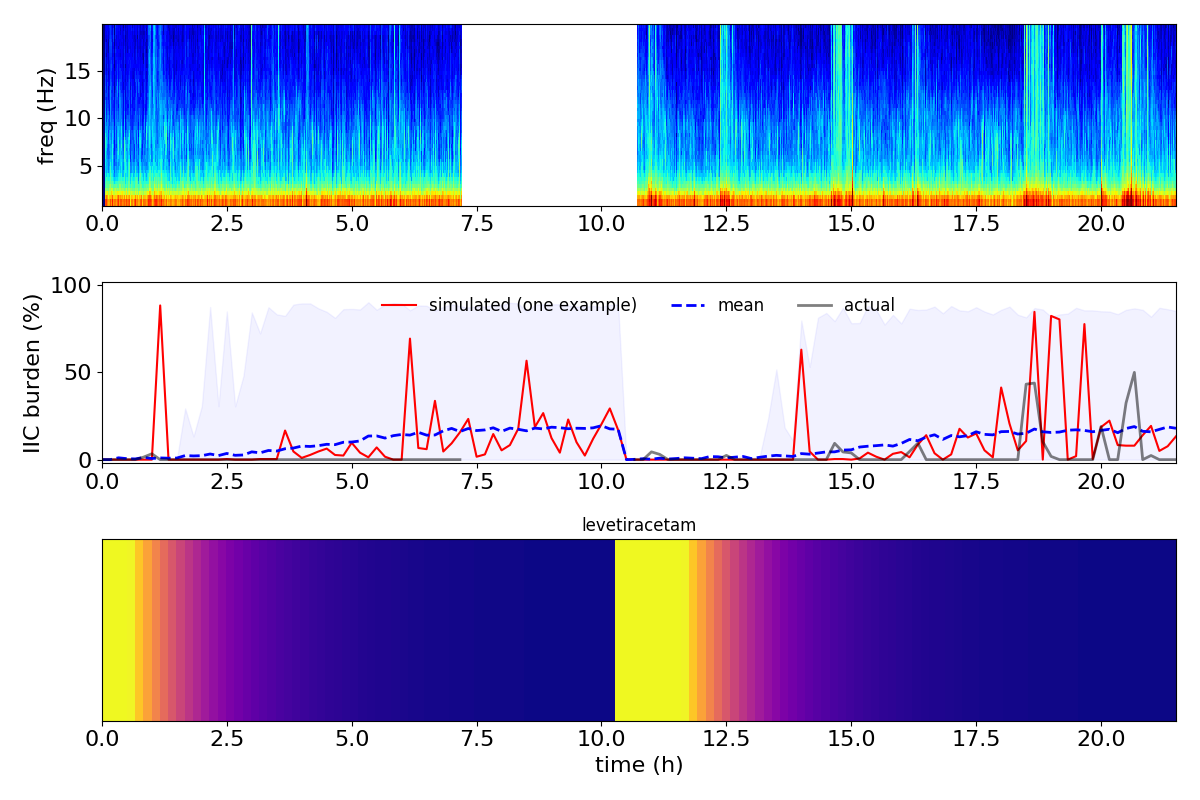 freq (Hz)
15
10
5
0.0 2.5 5.0 7.5 10.0 12.5 15.0 17.5 20.0
IIC burden (%)
100
50
0
simulated (one example) mean actual
0.0 2.5 5.0 7.5 10.0 12.5 15.0 17.5 20.0
levetiracetam
0.0 2.5 5.0 7.5 10.0 12.5 15.0 17.5 20.0
time (h)